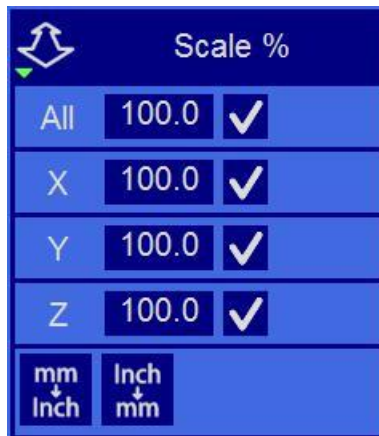 Scale %
All 100.0
X 100.0
Y 100.0
Z 100.0
mm Inch
Inch mm